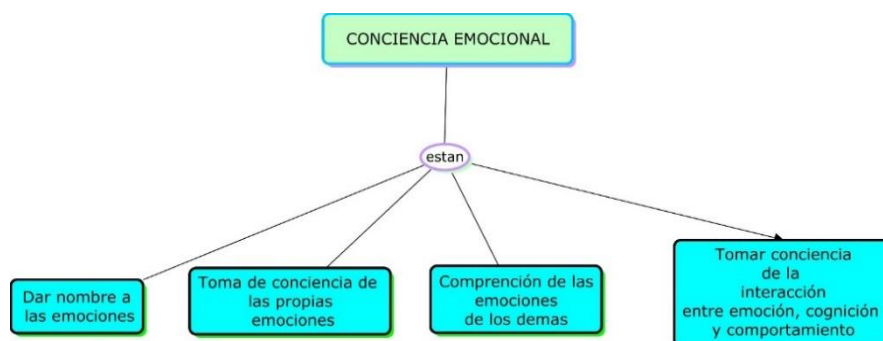 CONCIENCIA EMOCIONAL
estan
Dar nombre a
las emociones
Toma de conciencia de
las propias
emociones
Comprención de las
emociones
de los demas
Tomar conciencia
de la
interacción
entre emoción, cognición
y comportamiento